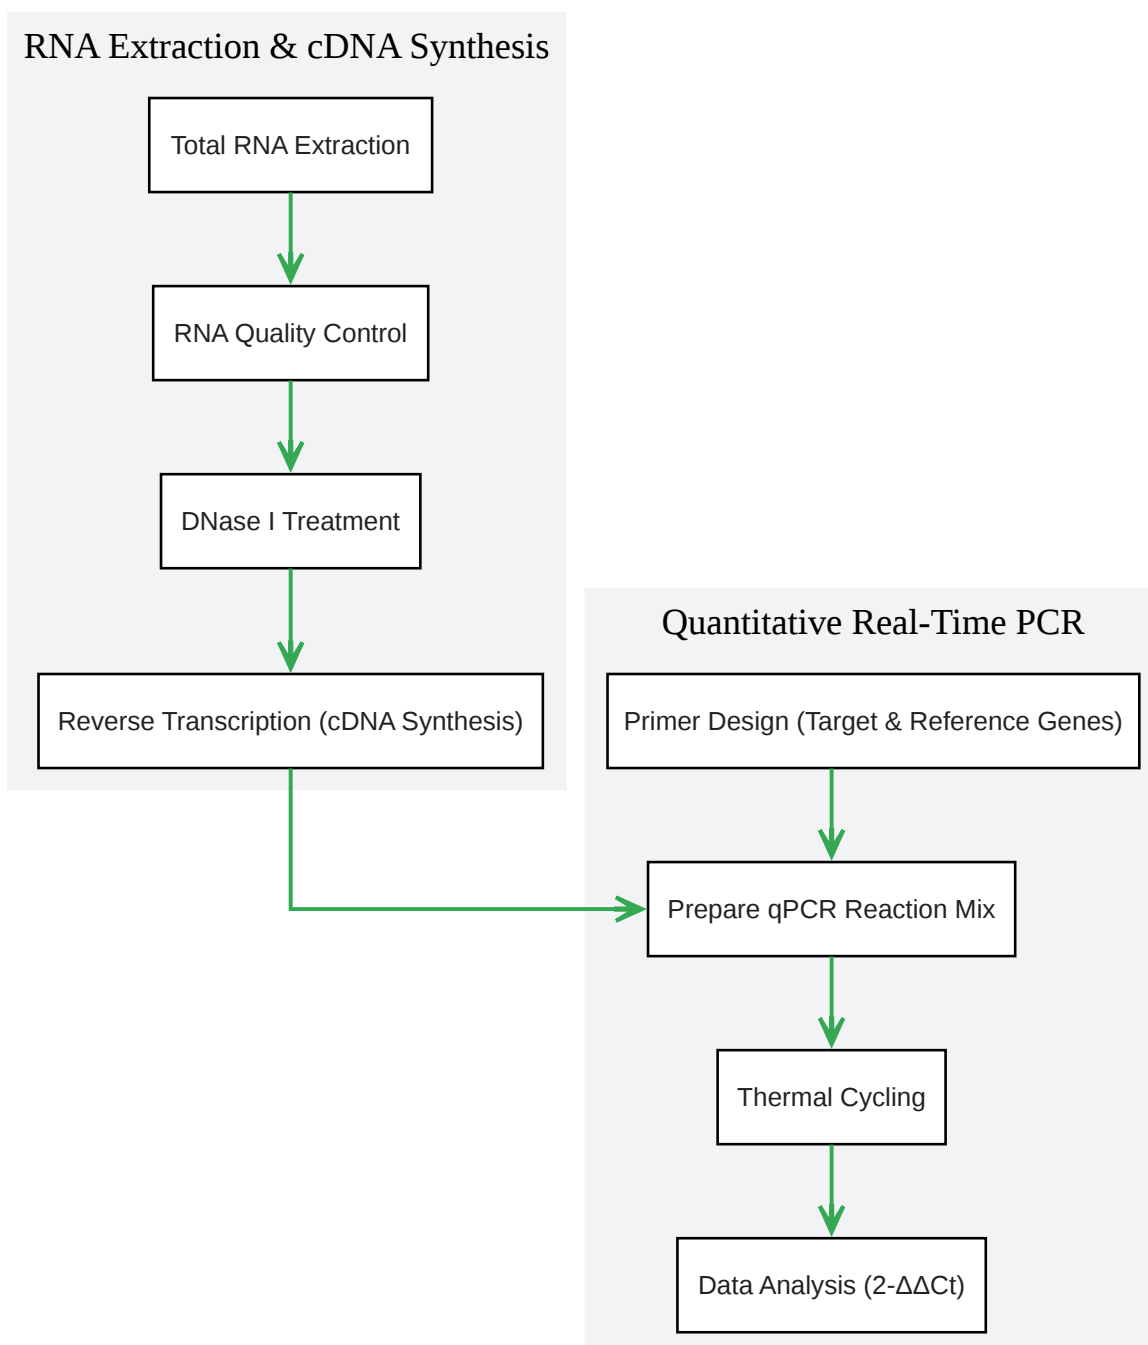 RNA Extraction & cDNA Synthesis
Total RNA Extraction
RNA Quality Control
DNase I Treatment
Reverse Transcription (cDNA Synthesis)
Quantitative Real-Time PCR
Primer Design (Target & Reference Genes)
Prepare qPCR Reaction Mix
Thermal Cycling
Data Analysis (2-ΔΔCt)